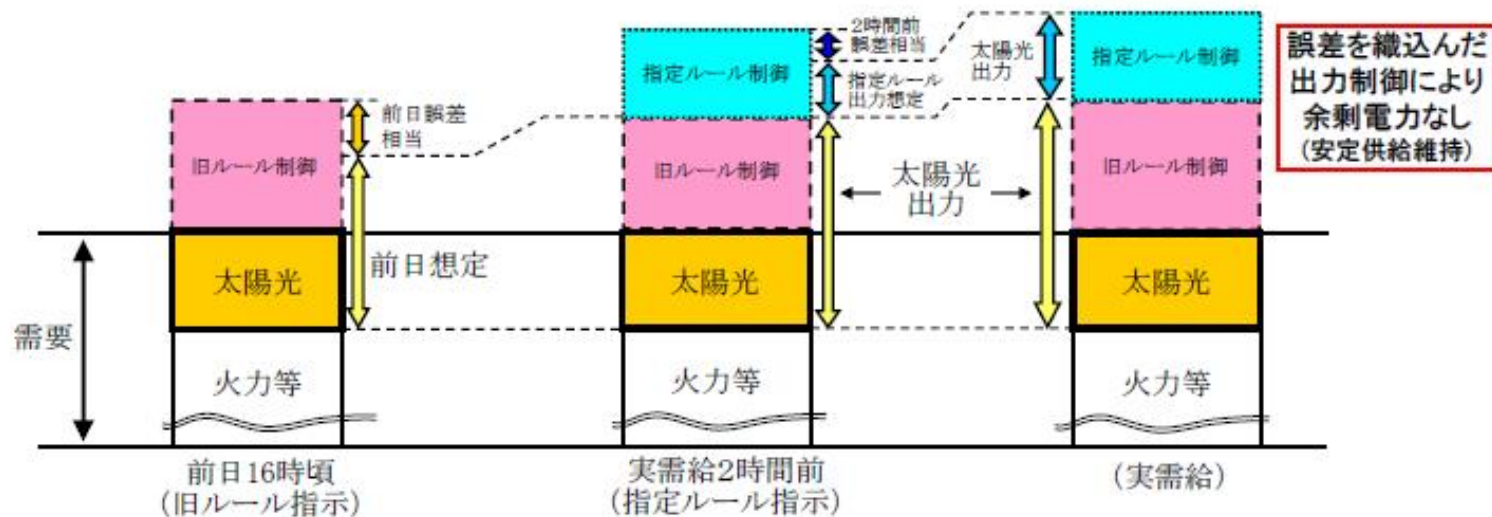 2時間前
誤差相当
太陽光
出力
指定ルール制御
指定ルール
出力想定
指定ルール制御
誤差を織込んだ
出力制御により
余剰電力なし
(安定供給維持)
前日誤差
相当
旧ルール制御
旧ルール制御
太陽光
出力
旧ルール制御
需要
太陽光
前日想定
太陽光
太陽光
火力等
火力等
火力等
前日16時頃
(旧ルール指示)
実需給2時間前
(指定ルール指示)
(実需給)